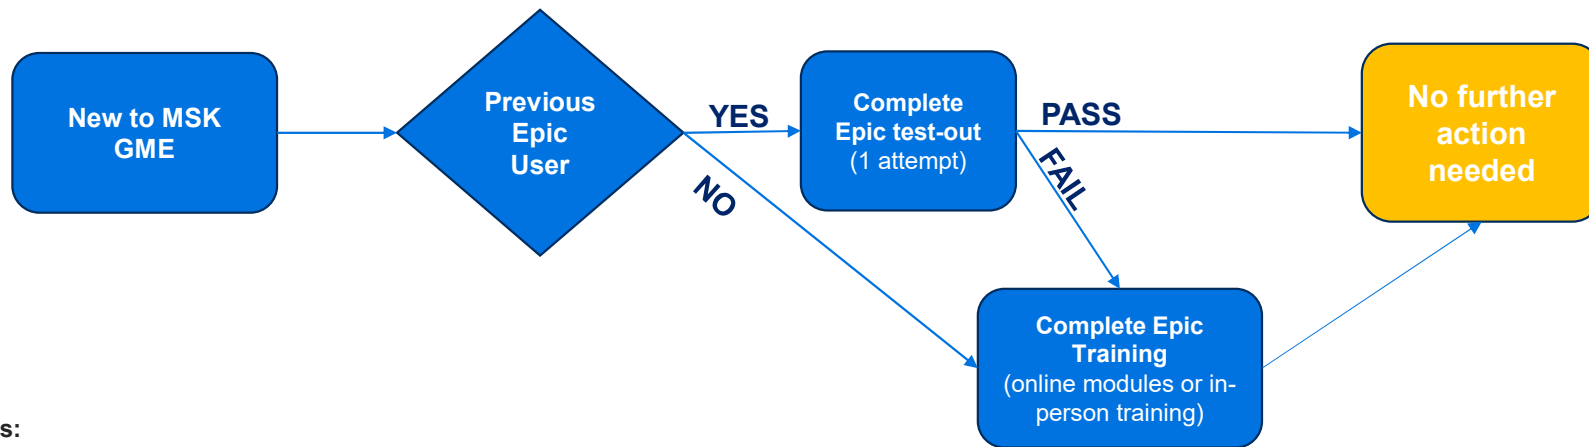 New to MSK
GME
Previous
Epic
User
YES
NO
Complete
Epic test-out
(1 attempt)
PASS
FAIL
No further
action
needed
Complete Epic
Training
(online modules or in-
person training)
s: